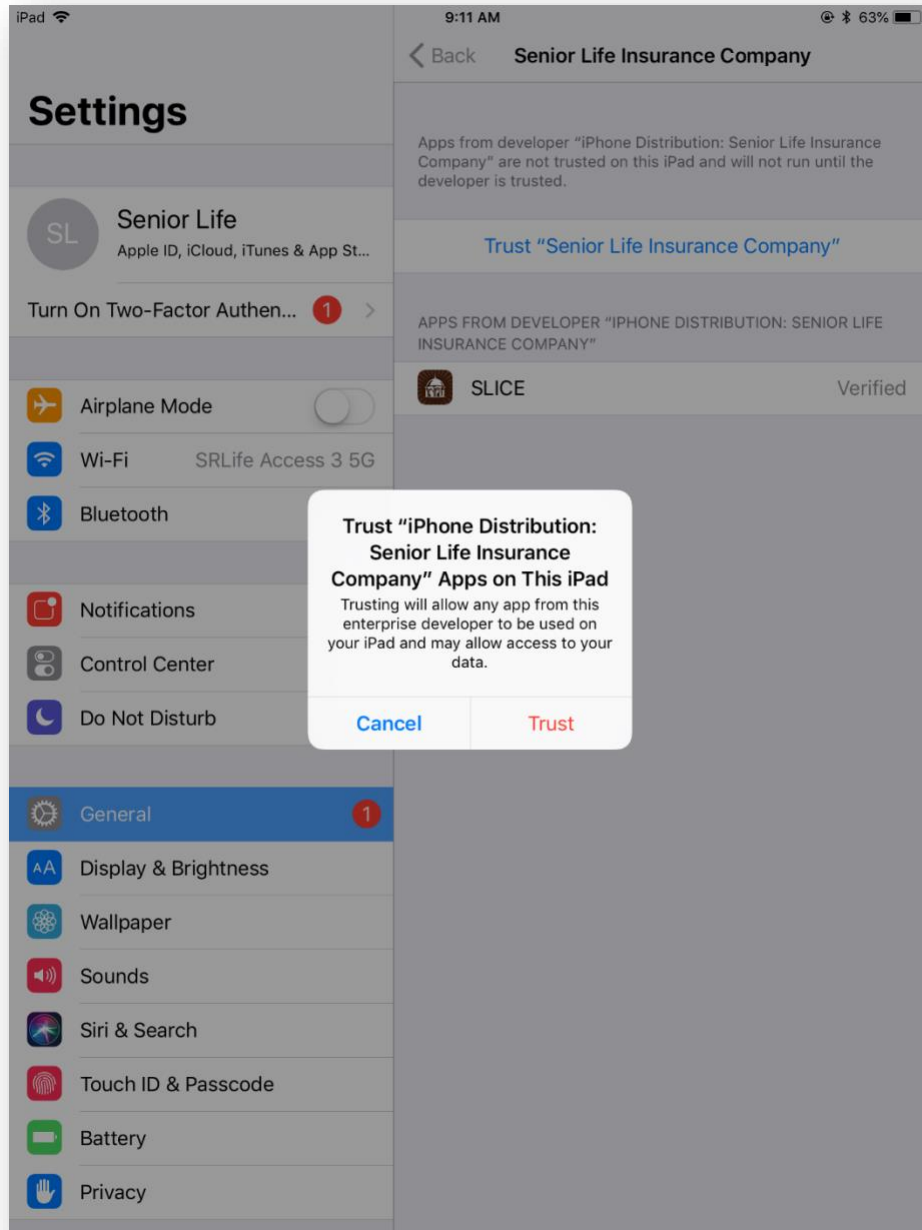 iPad
9:11 AM
63%
Settings
SL
Senior Life
Apple ID, iCloud, iTunes & App St...
Turn On Two-Factor Authen...
1
Airplane Mode
Wi-Fi
SRLife Access 3 5G
Bluetooth
Notifications
Control Center
Do Not Disturb
General
1
AA
Display & Brightness
Wallpaper
Sounds
Siri & Search
Touch ID & Passcode
Battery
Privacy
Back
Senior Life Insurance Company
Apps from developer “iPhone Distribution: Senior Life Insurance
Company” are not trusted on this iPad and will not run until the
developer is trusted.
Trust “Senior Life Insurance Company”
APPS FROM DEVELOPER “IPHONE DISTRIBUTION: SENIOR LIFE
INSURANCE COMPANY”
SLICE
Verified
Trust “iPhone Distribution:
Senior Life Insurance
Company” Apps on This iPad
Trusting will allow any app from this
enterprise developer to be used on
your iPad and may allow access to your
data.
Cancel
Trust